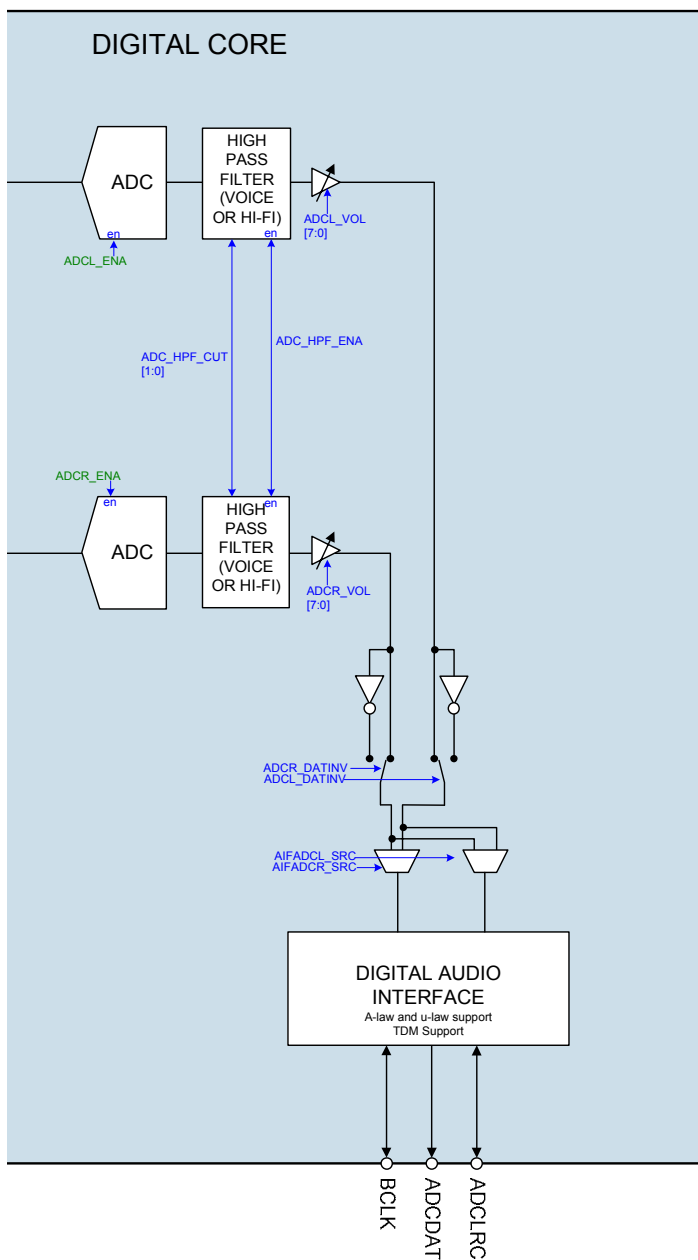 DIGITAL CORE
HIGH
PASS
FILTER
(VOICE
OR HI-FI)
ADC
en
en
ADCL_ENA
ADCL_VOL
[7:0]
ADC_HPF_CUT
[1:0]
ADC_HPF_ENA
ADCR_ENA
en
en
HIGH
PASS
FILTER
(VOICE
OR HI-FI)
ADC
ADCR_VOL
[7:0]
ADCR_DATINV
ADCL_DATINV
AIFADCL_SRC
AIFADCR_SRC
DIGITAL AUDIO
INTERFACE
A-law and u-law support
TDM Support
BCLK
ADCDAT
ADCLRC